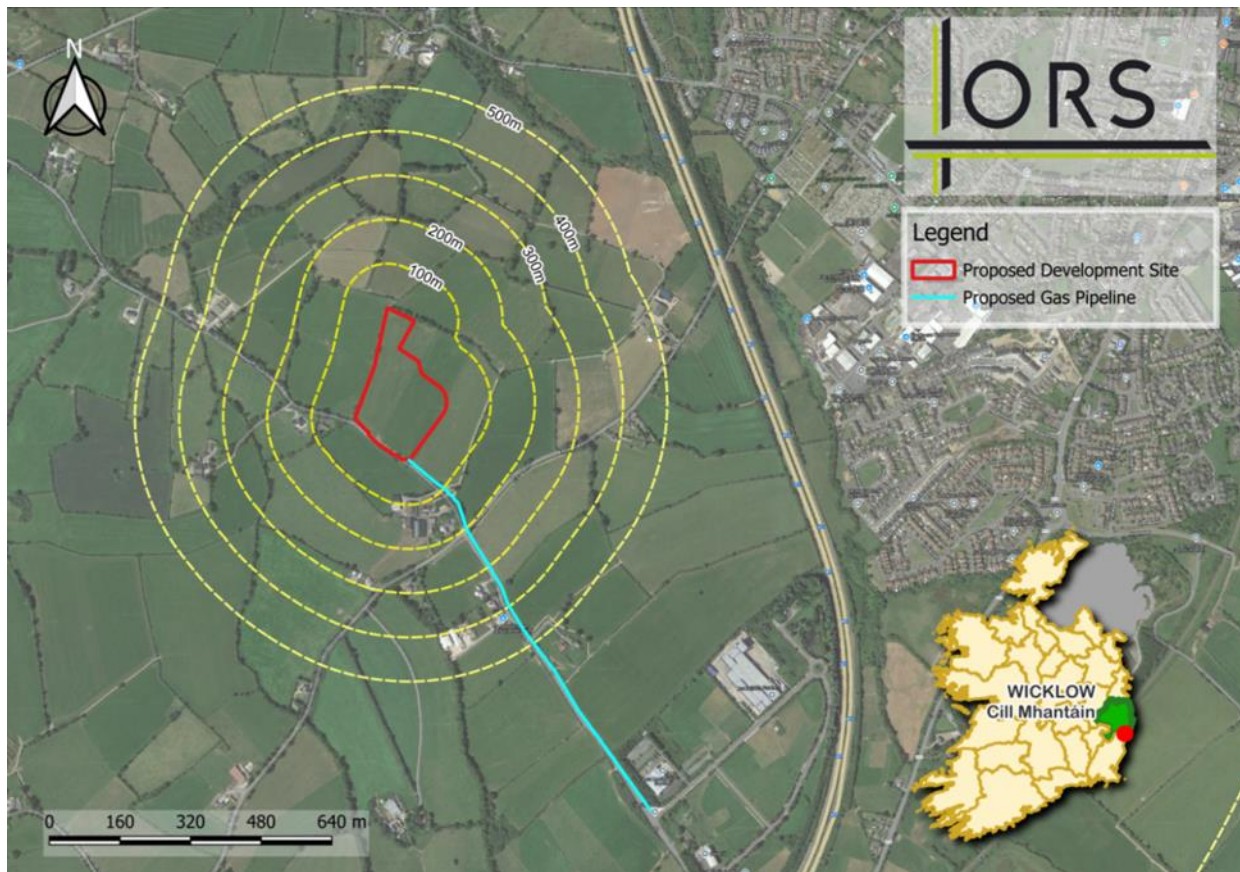 N
ORS
500m
400m
300m
200m
100m
Legend
Proposed Development Site
Proposed Gas Pipeline
WICKLOW
Cill Mhantáin
0 160 320 480 640 m